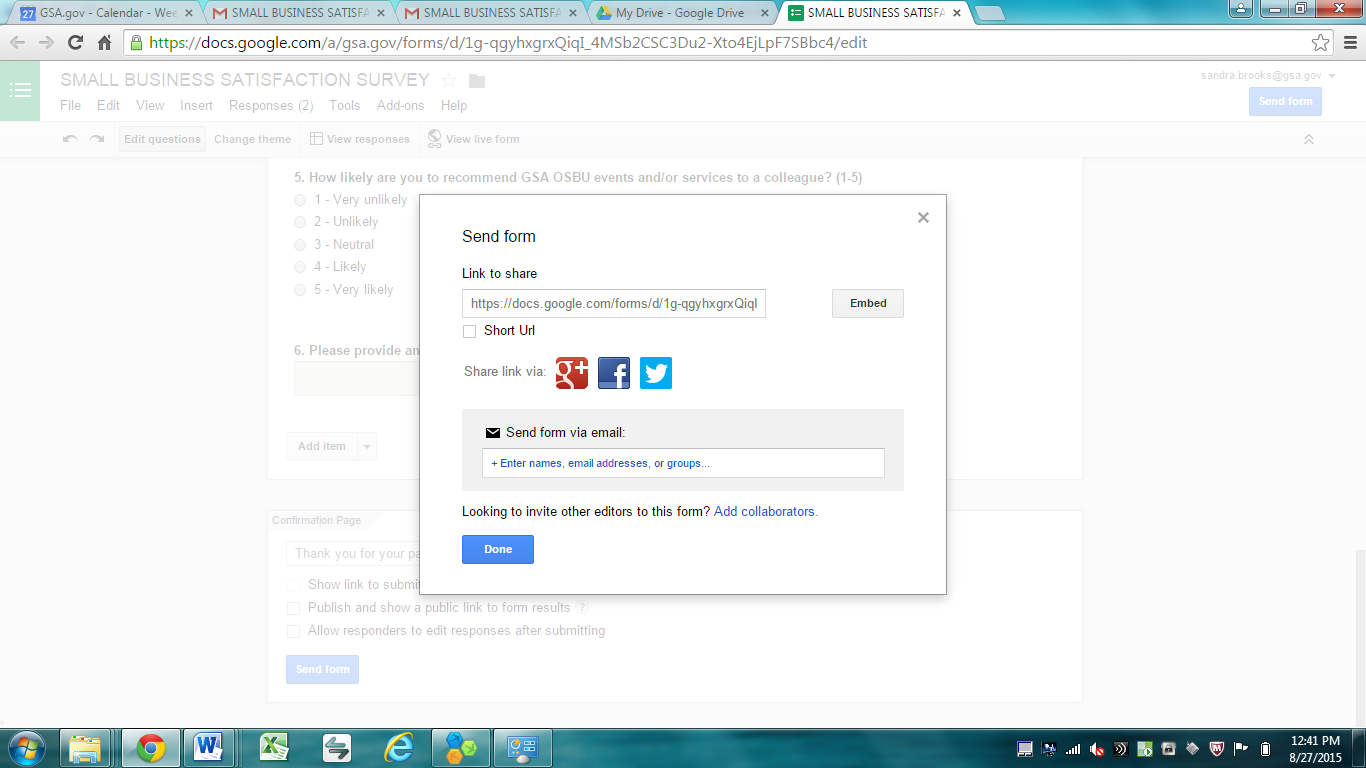 GSA.gov - Calendar - Wee
SMALL BUSINESS SATISFA
SMALL BUSINESS SATISFA
My Drive - Google Drive
SMALL BUSINESS SATISFA
https://docs.google.com/a/gsa.gov/forms/d/1g-qgyhxgrxQiqI_4MSb2CSC3Du2-Xto4EjLpF7SBbc4/edit
SMALL BUSINESS SATISFACTION SURVEY
sandra.brooks@gsa.gov
File Edit View Insert Responses (2) Tools Add-ons Help
Send form
Edit questions Change theme View responses View live form
5. How likely are you to recommend GSA OSBU events and/or services to a colleague? (1-5)
1 - Very unlikely
2 - Unlikely
3 - Neutral
4 - Likely
5 - Very likely
6. Please provide an
Add item
Send form
Link to share
https://docs.google.com/forms/d/1g-qgyhxgrxQiqI
Embed
Short Url
Share link via:
Send form via email:
+ Enter names, email addresses, or groups...
Looking to invite other editors to this form? Add collaborators.
Done
Confirmation Page
Thank you for your pa
Show link to submi
Publish and show a public link to form results ?
Allow responders to edit responses after submitting
Send form
12:41 PM
8/27/2015